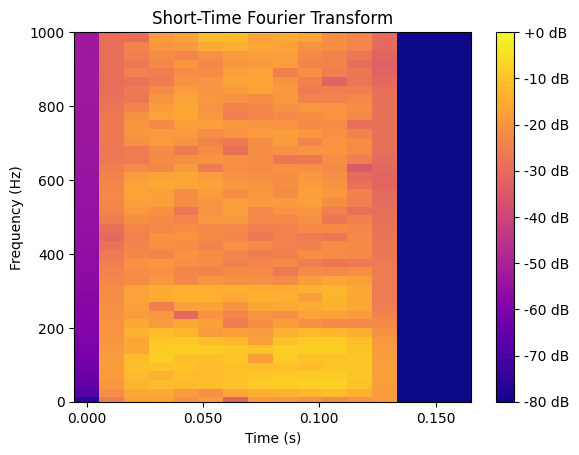 Short-Time Fourier Transform
Frequency (Hz)
1000
800
600
400
200
0
0.000 0.050 0.100 0.150
Time (s)
+0 dB
-10 dB
-20 dB
-30 dB
-40 dB
-50 dB
-60 dB
-70 dB
-80 dB